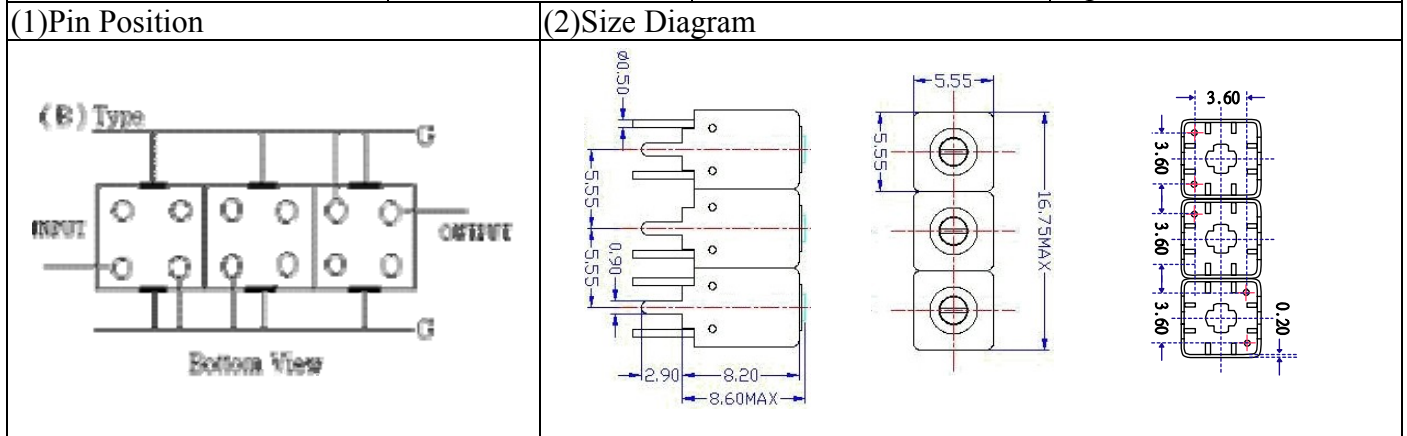 (1)Pin Position
(2)Size Diagram
(B) Type
G
INPUT
OUTPUT
G
Bottom View
Ø0.50
5.55
5.55
0.90
2.90
8.20
8.60MAX
5.55
5.55
16.75MAX
3.60
3.60
3.60
3.60
0.20